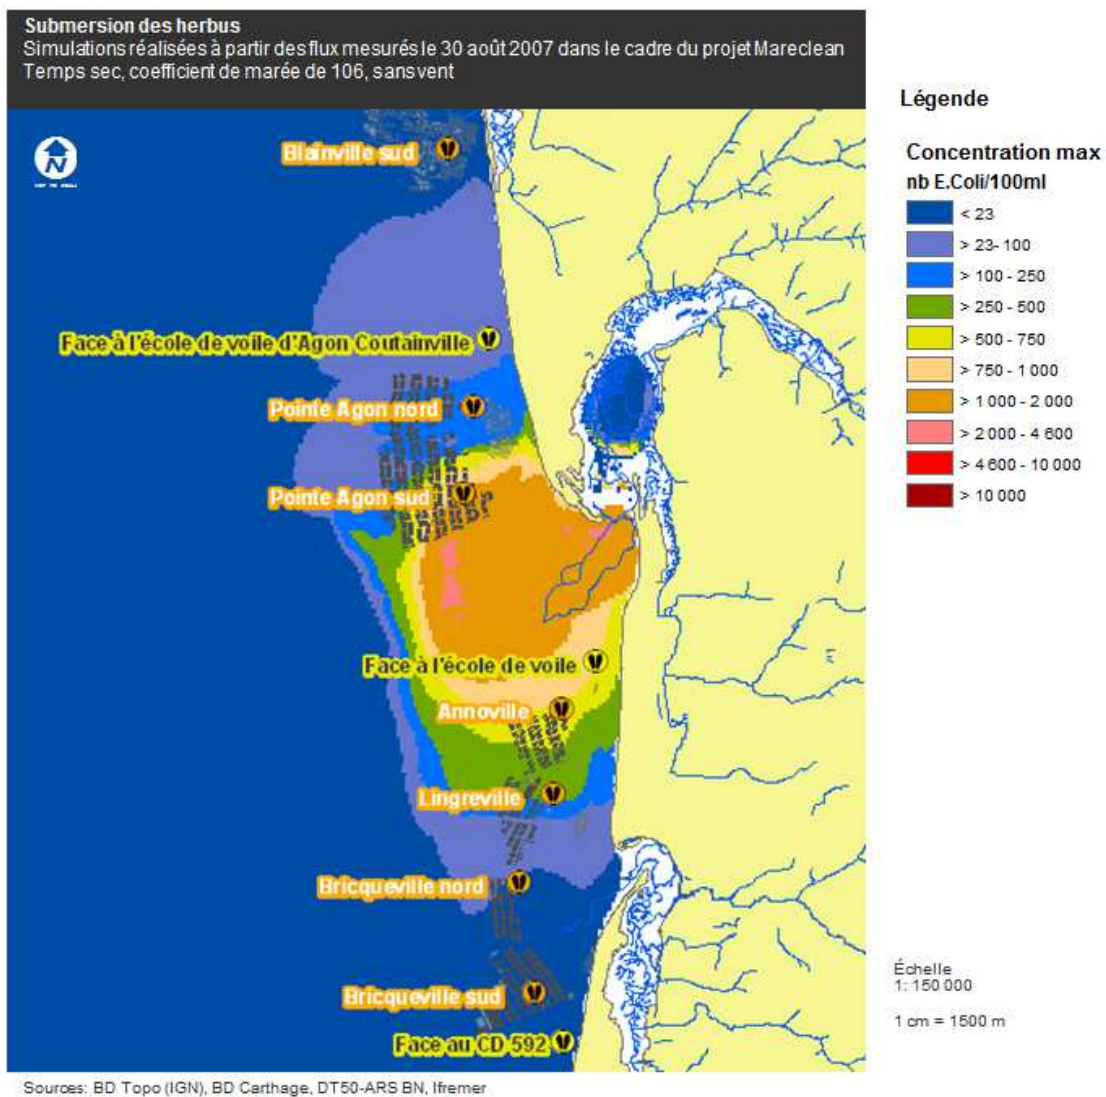 Submersion des herbus
Simulations réalisées à partir des flux mesurés le 30 août 2007 dans le cadre du projet Mareclean
Temps sec, coefficient de marée de 106, sans vent
Légende
Concentration max
nb E.Coli/100ml
< 23
> 23- 100
> 100 - 250
> 250 - 500
> 500 - 750
> 750 - 1 000
> 1 000 - 2 000
> 2 000 - 4 600
> 4 600 - 10 000
> 10 000
N
Blainville sud
Face à l'école de voile d'Agon Coutainville
Pointe Agon nord
Pointe Agon sud
Face à l'école de voile
Annoville
Lingreville
Bricqueville nord
Bricqueville sud
Face au CD 592
Échelle
1: 150 000
1 cm = 1500 m
Sources: BD Topo (IGN), BD Carthage, DT50-ARS BN, Ifremer